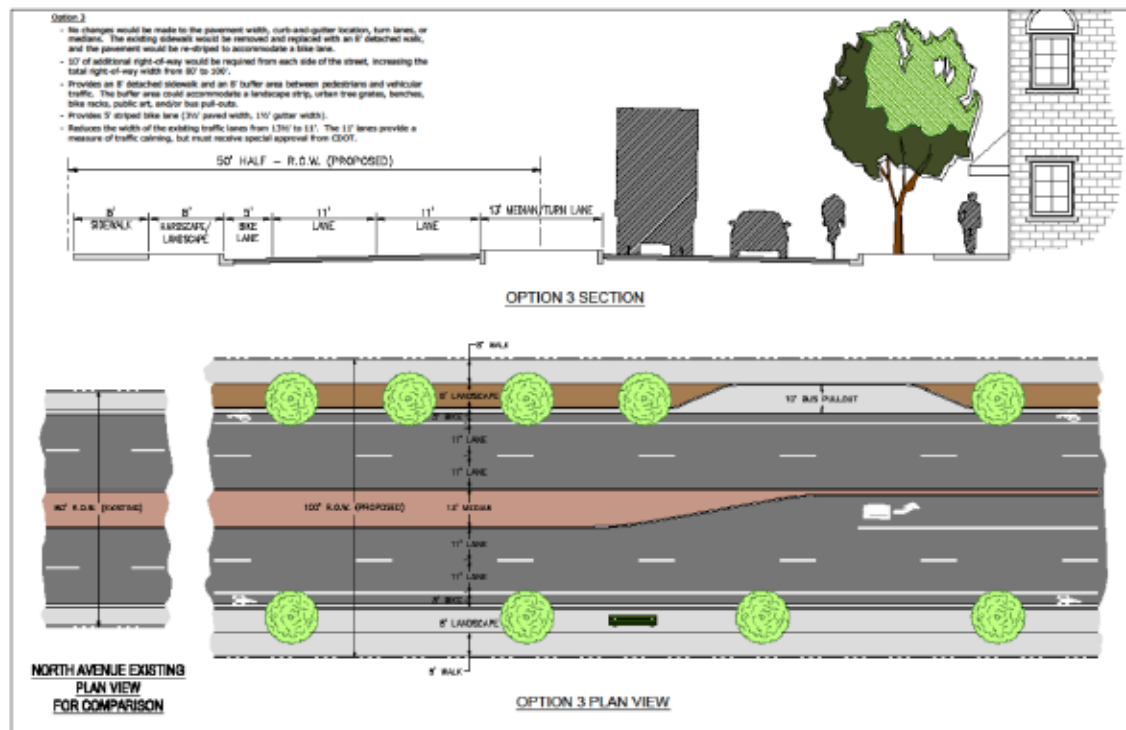 Option 3
- No changes would be made to the pavement width, curb-and-gutter location, turn lanes, or
medians. The existing sidewalk would be removed and replaced with an 8' detached walk,
and the pavement would be re-striped to accommodate a bike lane.
- 10' of additional right-of-way would be required from each side of the street, increasing the
total right-of-way width from 80' to 100'.
- Provides an 8' detached sidewalk and an 8' buffer area between pedestrians and vehicular
traffic. The buffer area could accommodate a landscape strip, urban tree grates, benches,
bike racks, public art, and/or bus pull-outs.
- Provides 5' striped bike lane (3½' paved width, 1½' gutter width).
- Reduces the width of the existing traffic lanes from 13½' to 11'. The 11' lanes provide a
measure of traffic calming, but must receive special approval from CDOT.
50' HALF - R.O.W. (PROPOSED)
8'
SIDEWALK
8'
HARDSCAPE/
LANDSCAPE
5'
BIKE
LANE
11'
LANE
11'
LANE
13' MEDIAN/TURN LANE
OPTION 3 SECTION
8' WALK
8' LANDSCAPE
5' BIKE
11' LANE
11' LANE
10' BUS PULLOUT
80' R.O.W. (EXISTING)
100' R.O.W. (PROPOSED)
MEDIAN
11' LANE
11' LANE
BIKE
8' LANDSCAPE
8' WALK
NORTH AVENUE EXISTING
PLAN VIEW
FOR COMPARISON
OPTION 3 PLAN VIEW